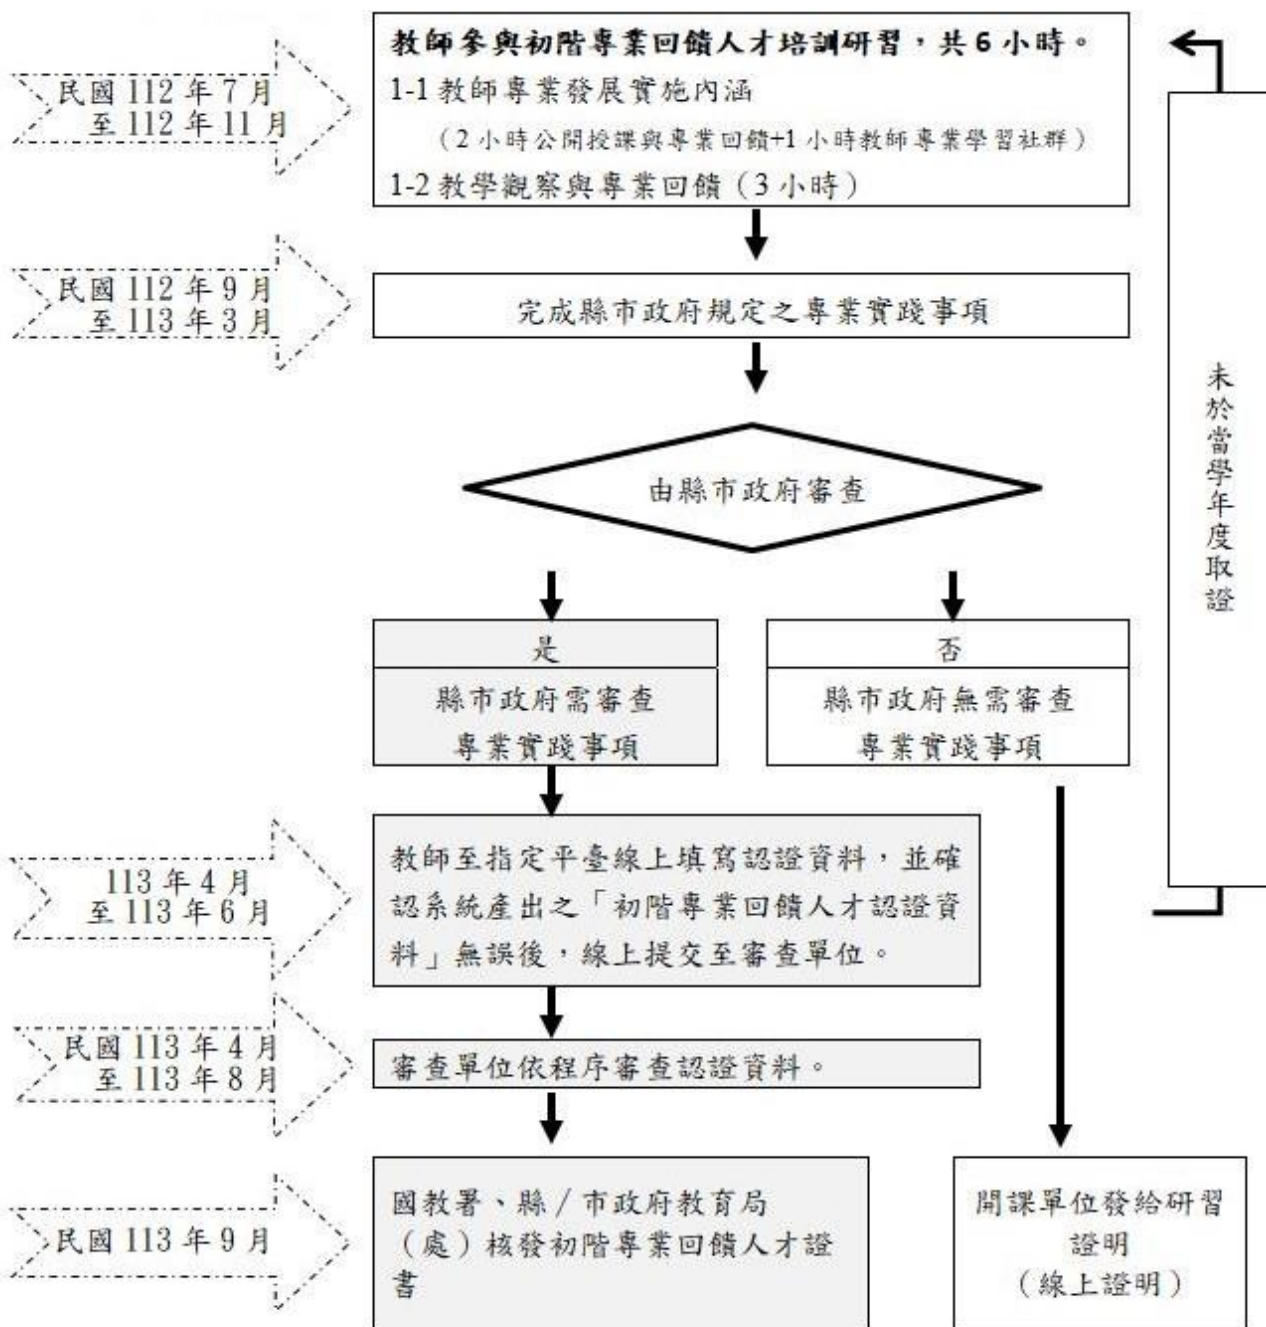 教師參與初階專業回饋人才培訓研習，共 6 小時。
1-1 教師專業發展實施內涵
（2 小時公開授課與專業回饋+1 小時教師專業學習社群）
1-2 教學觀察與專業回饋（3 小時）
民國 112 年 7 月
至 112 年 11 月
民國 112 年 9 月
至 113 年 3 月
完成縣市政府規定之專業實踐事項
未於當學年度取證
由縣市政府審查
是
縣市政府需審查
專業實踐事項
否
縣市政府無需審查
專業實踐事項
113 年 4 月
至 113 年 6 月
教師至指定平臺線上填寫認證資料，並確
認系統產出之「初階專業回饋人才認證資
料」無誤後，線上提交至審查單位。
民國 113 年 4 月
至 113 年 8 月
審查單位依程序審查認證資料。
民國 113 年 9 月
國教署、縣／市政府教育局
（處）核發初階專業回饋人才證
書
開課單位發給研習
證明
（線上證明）